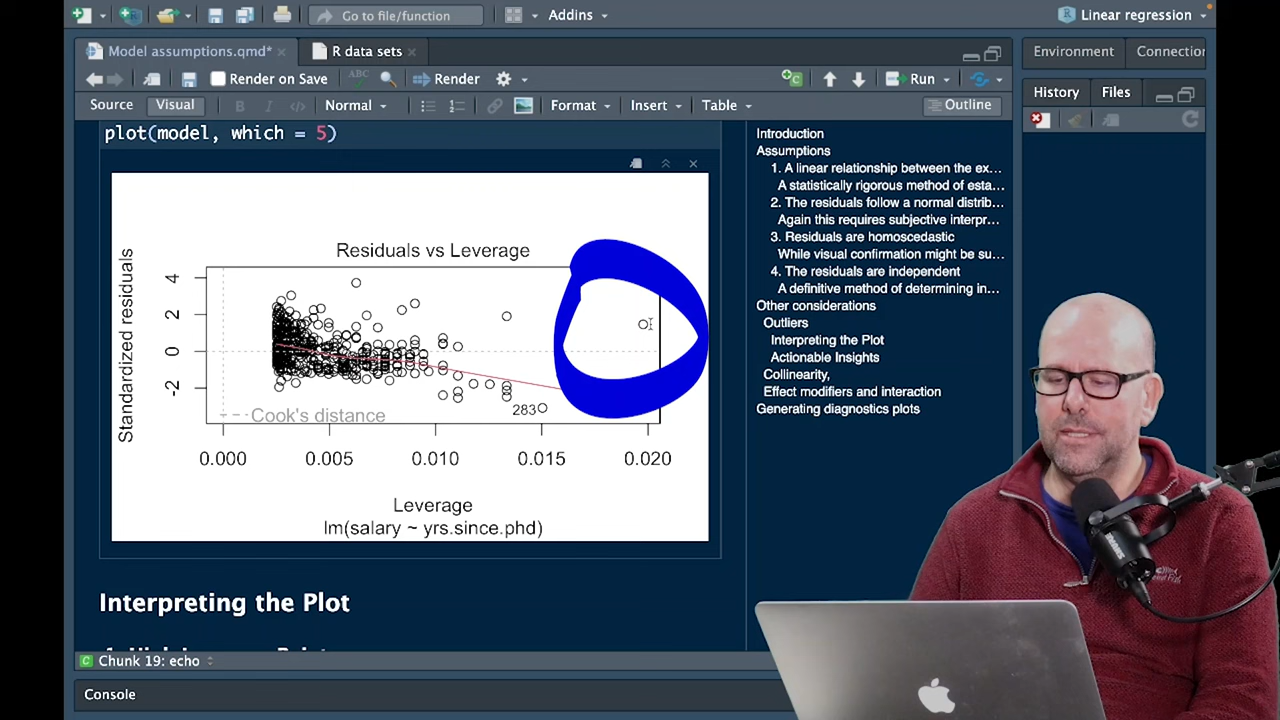 Go to file/function
Addins
Linear regression
Model assumptions.qmd*
R data sets
Environment
Render on Save
ABC
Render
Run
History
Files
Source
Visual
B
I
Normal
Format
Insert
Table
Outline
plot(model, which = 5)
Residuals vs Leverage
Standardized residuals
4
2
0
-2
283
Cook's distance
0.000
0.005
0.010
0.015
0.020
Leverage
lm(salary ~ yrs.since.phd)
Introduction
Assumptions
1. A linear relationship between the ex...
A statistically rigorous method of esta...
2. The residuals follow a normal distrib...
Again this requires subjective interpr...
3. Residuals are homoscedastic
While visual confirmation might be su...
4. The residuals are independent
A definitive method of determining in...
Other considerations
Outliers
Interpreting the Plot
Actionable Insights
Collinearity,
Effect modifiers and interaction
Generating diagnostics plots
Interpreting the Plot
Chunk 19: echo
Console